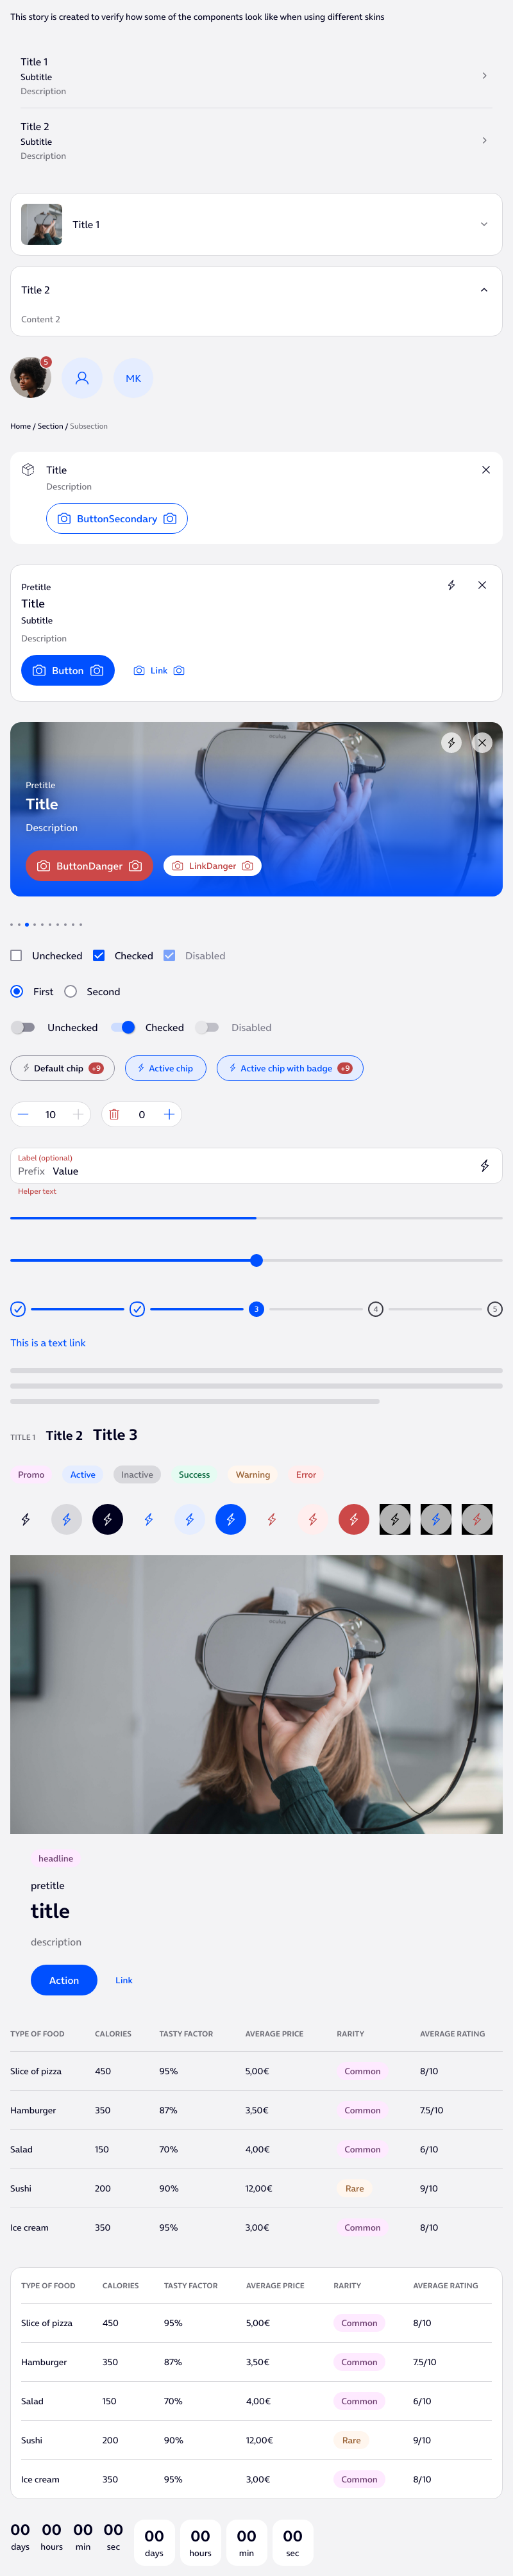 This story is created to verify how some of the components look like when using different skins
Title 1
Subtitle
Description
Title 2
Subtitle
Description
Title 1
Title 2
Content 2
5
MK
Home / Section / Subsection
Title
Description
ButtonSecondary
Pretitle
Title
Subtitle
Description
Button Link
oculus
Pretitle
Title
Description
ButtonDanger LinkDanger
Unchecked Checked Disabled
First Second
Unchecked Checked Disabled
Default chip +9 Active chip Active chip with badge +9
10 0
Label (optional)
Prefix Value
Helper text
3 4 5
This is a text link
TITLE 1 Title 2 Title 3
Promo Active Inactive Success Warning Error
oculus
headline
pretitle
title
description
Action Link
TYPE OF FOOD CALORIES TASTY FACTOR AVERAGE PRICE RARITY AVERAGE RATING
Slice of pizza 450 95% 5,00€ Common 8/10
Hamburger 350 87% 3,50€ Common 7.5/10
Salad 150 70% 4,00€ Common 6/10
Sushi 200 90% 12,00€ Rare 9/10
Ice cream 350 95% 3,00€ Common 8/10
TYPE OF FOOD CALORIES TASTY FACTOR AVERAGE PRICE RARITY AVERAGE RATING
Slice of pizza 450 95% 5,00€ Common 8/10
Hamburger 350 87% 3,50€ Common 7.5/10
Salad 150 70% 4,00€ Common 6/10
Sushi 200 90% 12,00€ Rare 9/10
Ice cream 350 95% 3,00€ Common 8/10
00 00 00 00 00 00 00 00
days hours min sec days hours min sec